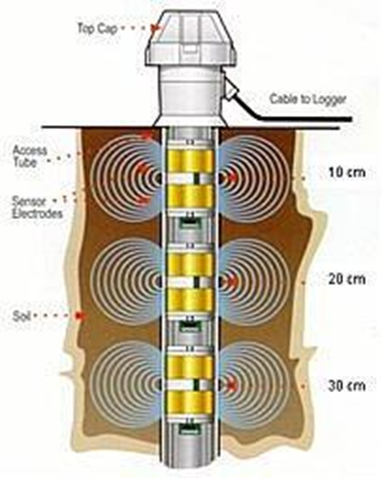 Top Cap
Cable to Logger
Access
Tube
10 cm
Sensor
Electrodes
20 cm
Soil
30 cm